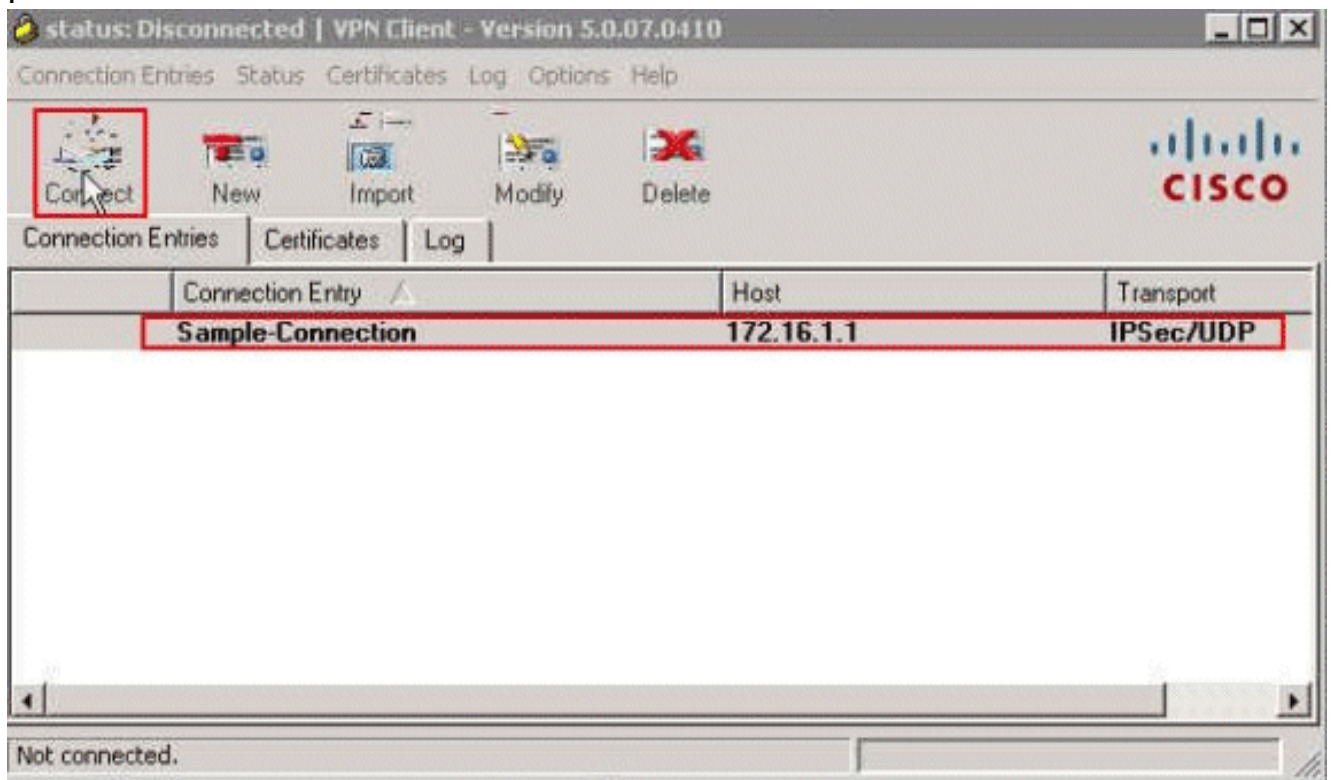 status: Disconnected | VPN Client - Version 5.0.07.0410
Connection Entries Status Certificates Log Options Help
Connect New Import Modify Delete
CISCO
Connection Entries Certificates Log
Connection Entry Host Transport
Sample-Connection 172.16.1.1 IPSec/UDP
Not connected.